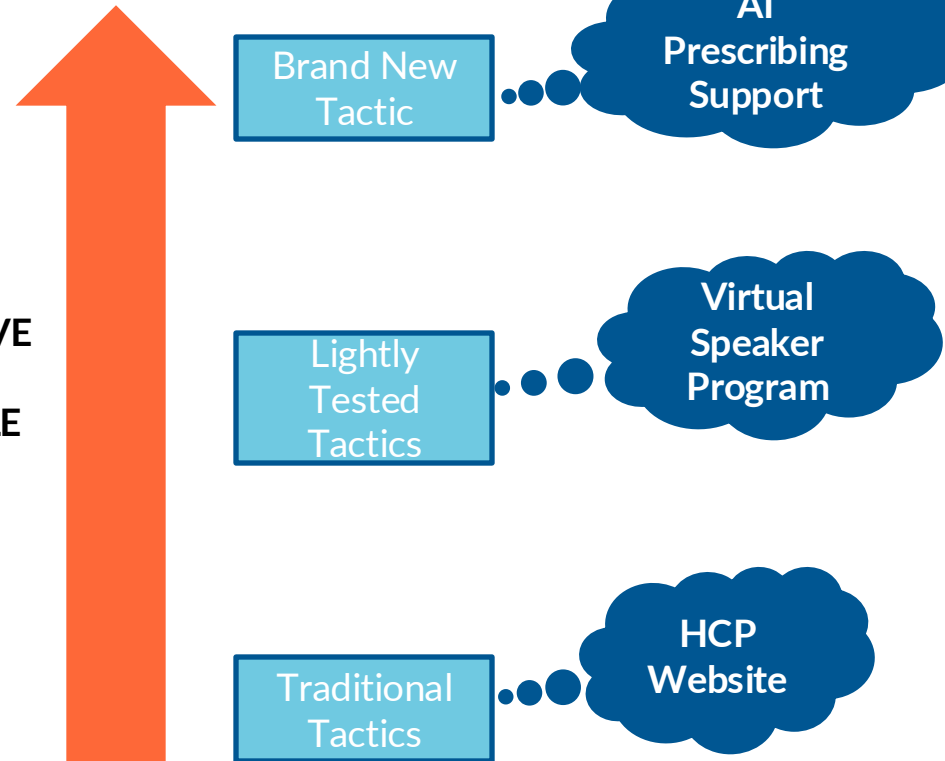 AI
Prescribing
Support
Brand New
Tactic
Virtual
Speaker
Program
Lightly
Tested
Tactics
HCP
Website
Traditional
Tactics